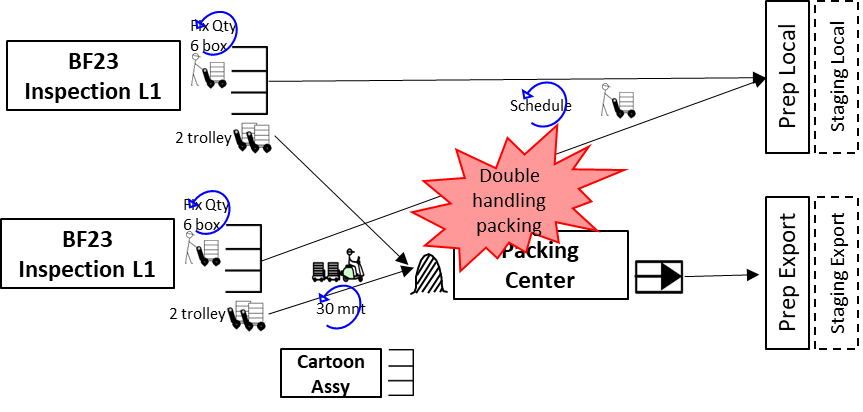 Fix Qty
6 box
BF23
Inspection L1
2 trolley
Schedule
Prep Local
Staging Local
Double
handling
packing
Fix Qty
6 box
BF23
Inspection L1
2 trolley
30 mnt
Packing
Center
Prep Export
Staging Export
Cartoon
Assy